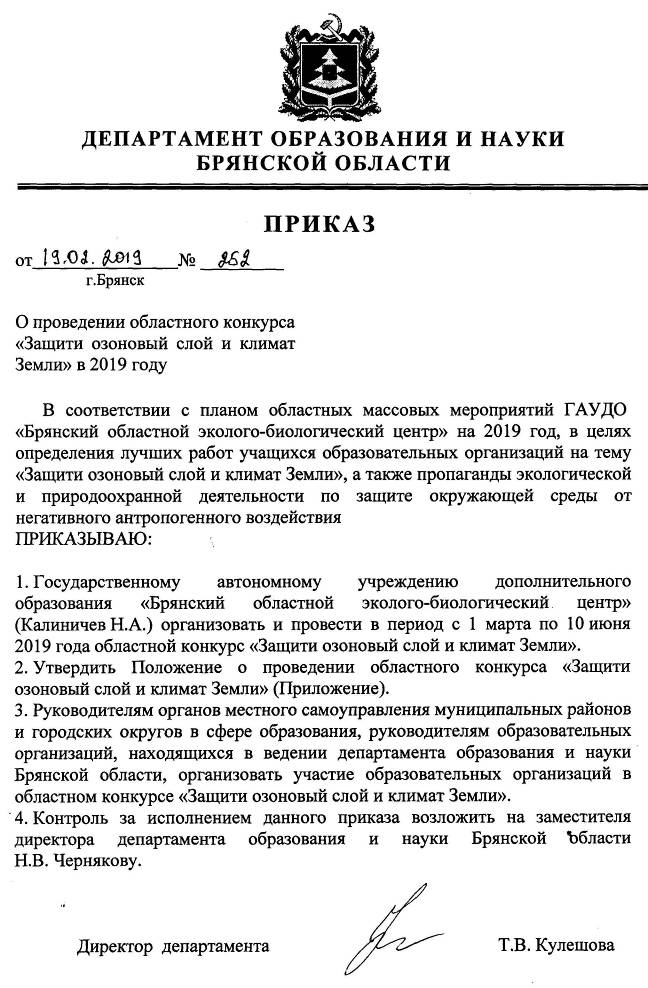 ДЕПАРТАМЕНТ ОБРАЗОВАНИЯ И НАУКИ
БРЯНСКОЙ ОБЛАСТИ
ПРИКАЗ
от 19.02.2019 № 252
г.Брянск
О проведении областного конкурса
«Защити озоновый слой и климат
Земли» в 2019 году
В соответствии с планом областных массовых мероприятий ГАУДО
«Брянский областной эколого-биологический центр» на 2019 год, в целях
определения лучших работ учащихся образовательных организаций на тему
«Защити озоновый слой и климат Земли», а также пропаганды экологической
и природоохранной деятельности по защите окружающей среды от
негативного антропогенного воздействия
ПРИКАЗЫВАЮ:
1. Государственному автономному учреждению дополнительного
образования «Брянский областной эколого-биологический центр»
(Калиничев Н.А.) организовать и провести в период с 1 марта по 10 июня
2019 года областной конкурс «Защити озоновый слой и климат Земли».
2. Утвердить Положение о проведении областного конкурса «Защити
озоновый слой и климат Земли» (Приложение).
3. Руководителям органов местного самоуправления муниципальных районов
и городских округов в сфере образования, руководителям образовательных
организаций, находящихся в ведении департамента образования и науки
Брянской области, организовать участие образовательных организаций в
областном конкурсе «Защити озоновый слой и климат Земли».
4. Контроль за исполнением данного приказа возложить на заместителя
директора департамента образования и науки Брянской области
Н.В. Чернякову.
Директор департамента Т.В. Кулешова